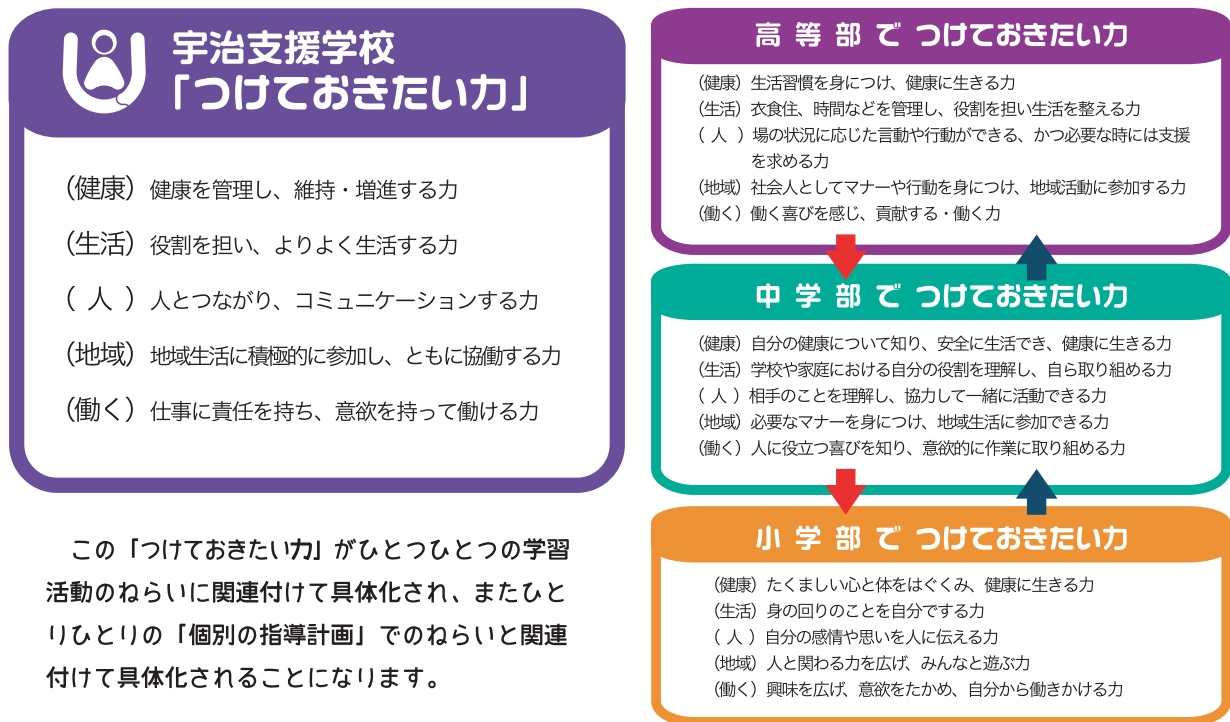 宇治支援学校
「つけておきたい力」
(健康) 健康を管理し、維持・増進する力
(生活) 役割を担い、よりよく生活する力
( 人 ) 人とつながり、コミュニケーションする力
(地域) 地域生活に積極的に参加し、ともに協働する力
(働く) 仕事に責任を持ち、意欲を持って働ける力
この「つけておきたい力」がひとつひとつの学習
活動のねらいに関連付けて具体化され、またひと
りひとりの「個別の指導計画」でのねらいと関連
付けて具体化されることになります。
高等部で つけておきたい力
(健康) 生活習慣を身につけ、健康に生きる力
(生活) 衣食住、時間などを管理し、役割を担い生活を整える力
( 人 ) 場の状況に応じた言動や行動ができる、かつ必要な時には支援
を求める力
(地域) 社会人としてマナーや行動を身につけ、地域活動に参加する力
(働く) 働く喜びを感じ、貢献する・働く力
中学部で つけておきたい力
(健康) 自分の健康について知り、安全に生活でき、健康に生きる力
(生活) 学校や家庭における自分の役割を理解し、自ら取り組める力
( 人 ) 相手のことを理解し、協力して一緒に活動できる力
(地域) 必要なマナーを身につけ、地域生活に参加できる力
(働く) 人に役立つ喜びを知り、意欲的に作業に取り組める力
小学部で つけておきたい力
(健康) たくましい心と体をはぐくみ、健康に生きる力
(生活) 身の回りのことを自分でする力
( 人 ) 自分の感情や思いを人に伝える力
(地域) 人と関わる力を広げ、みんなと遊ぶ力
(働く) 興味を広げ、意欲をたかめ、自分から働きかける力